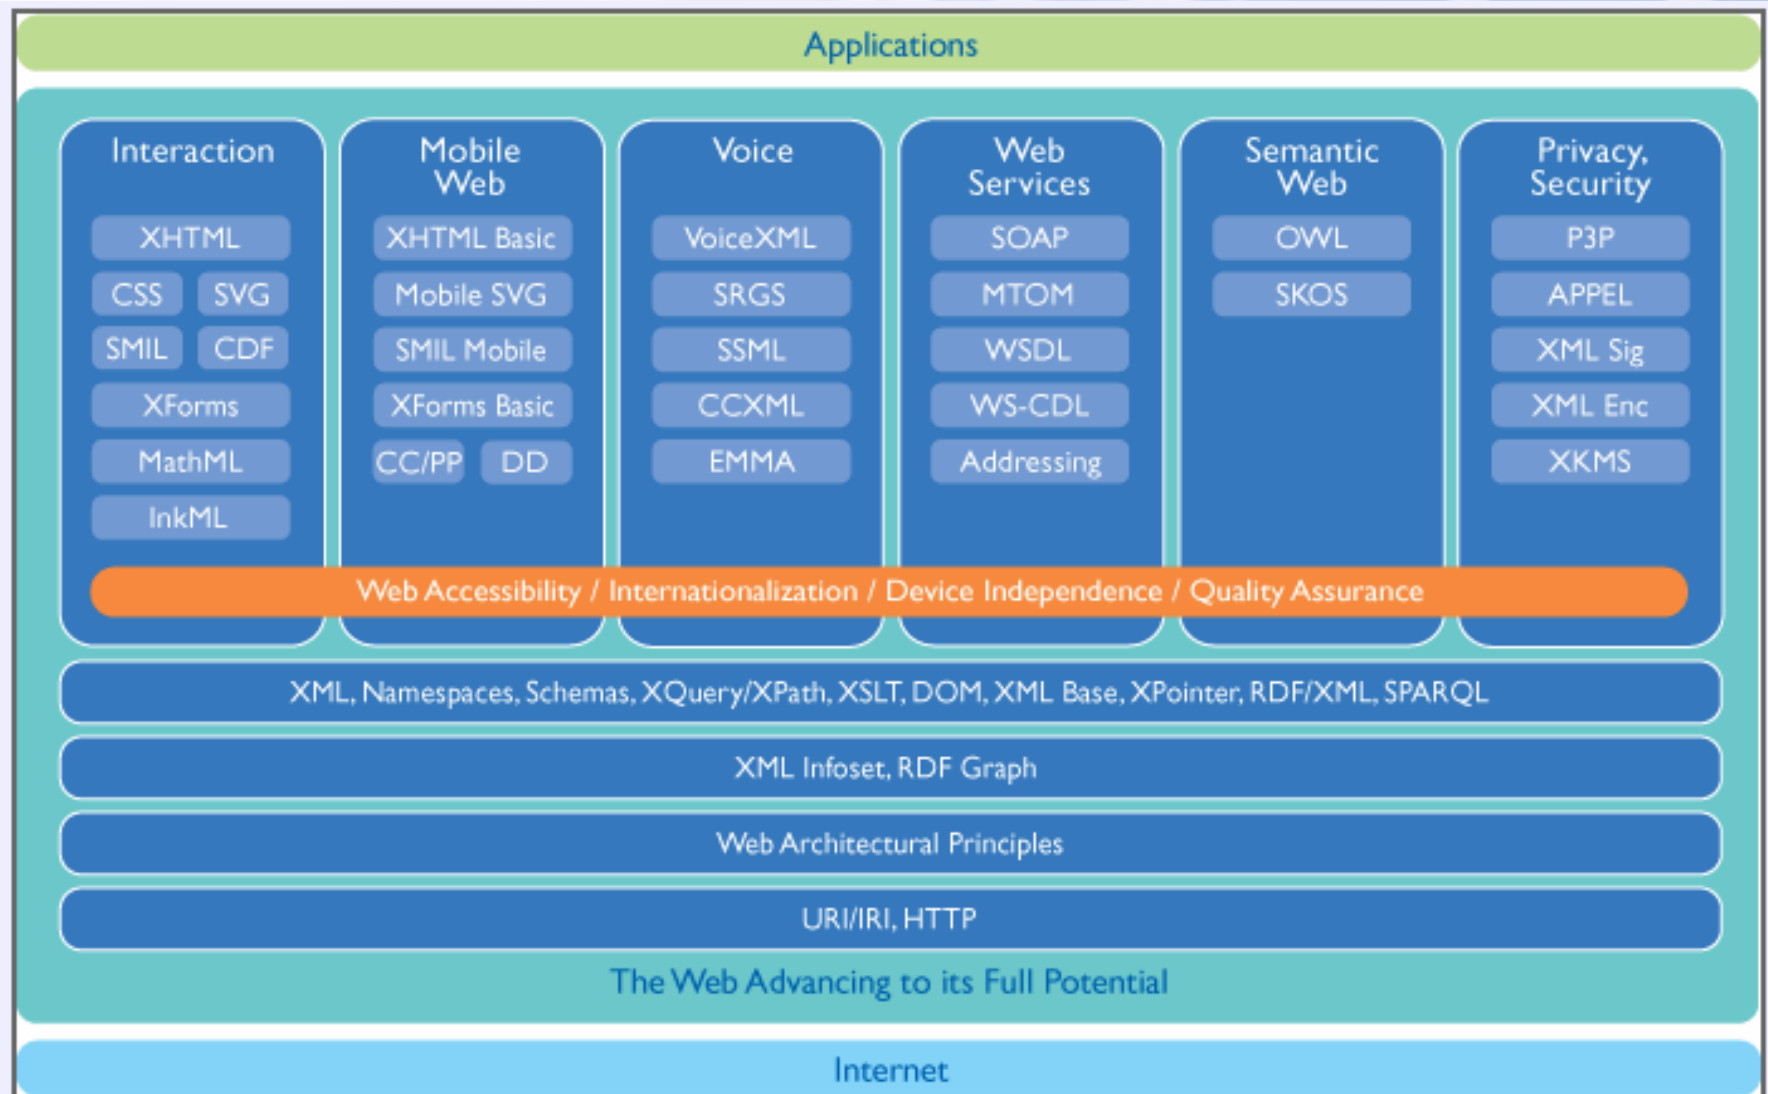 Applications
Interaction
XHTML
CSS
SVG
SMIL
CDF
XForms
MathML
InkML
Mobile
Web
XHTML Basic
Mobile SVG
SMIL Mobile
XForms Basic
CC/PP
DD
Voice
VoiceXML
SRGS
SSML
CCXML
EMMA
Web
Services
SOAP
MTOM
WSDL
WS-CDL
Addressing
Semantic
Web
OWL
SKOS
Privacy,
Security
P3P
APPEL
XML Sig
XML Enc
XKMS
Web Accessibility / Internationalization / Device Independence / Quality Assurance
XML, Namespaces, Schemas, XQuery/XPath, XSLT, DOM, XML Base, XPointer, RDF/XML, SPARQL
XML Infoset, RDF Graph
Web Architectural Principles
URI/IRI, HTTP
The Web Advancing to its Full Potential
Internet